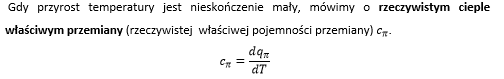 Gdy przyrost temperatury jest nieskończenie mały, mówimy o rzeczywistym cieple
właściwym przemiany (rzeczywistej właściwej pojemności przemiany) cπ.
cπ = dqπ / dT